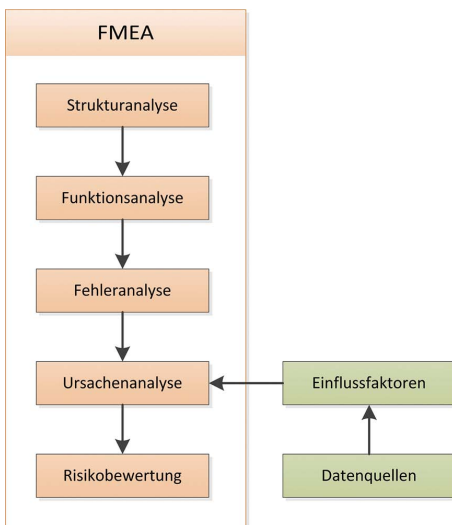 FMEA
Strukturanalyse
Funktionsanalyse
Fehleranalyse
Ursachenanalyse
Einflussfaktoren
Risikobewertung
Datenquellen